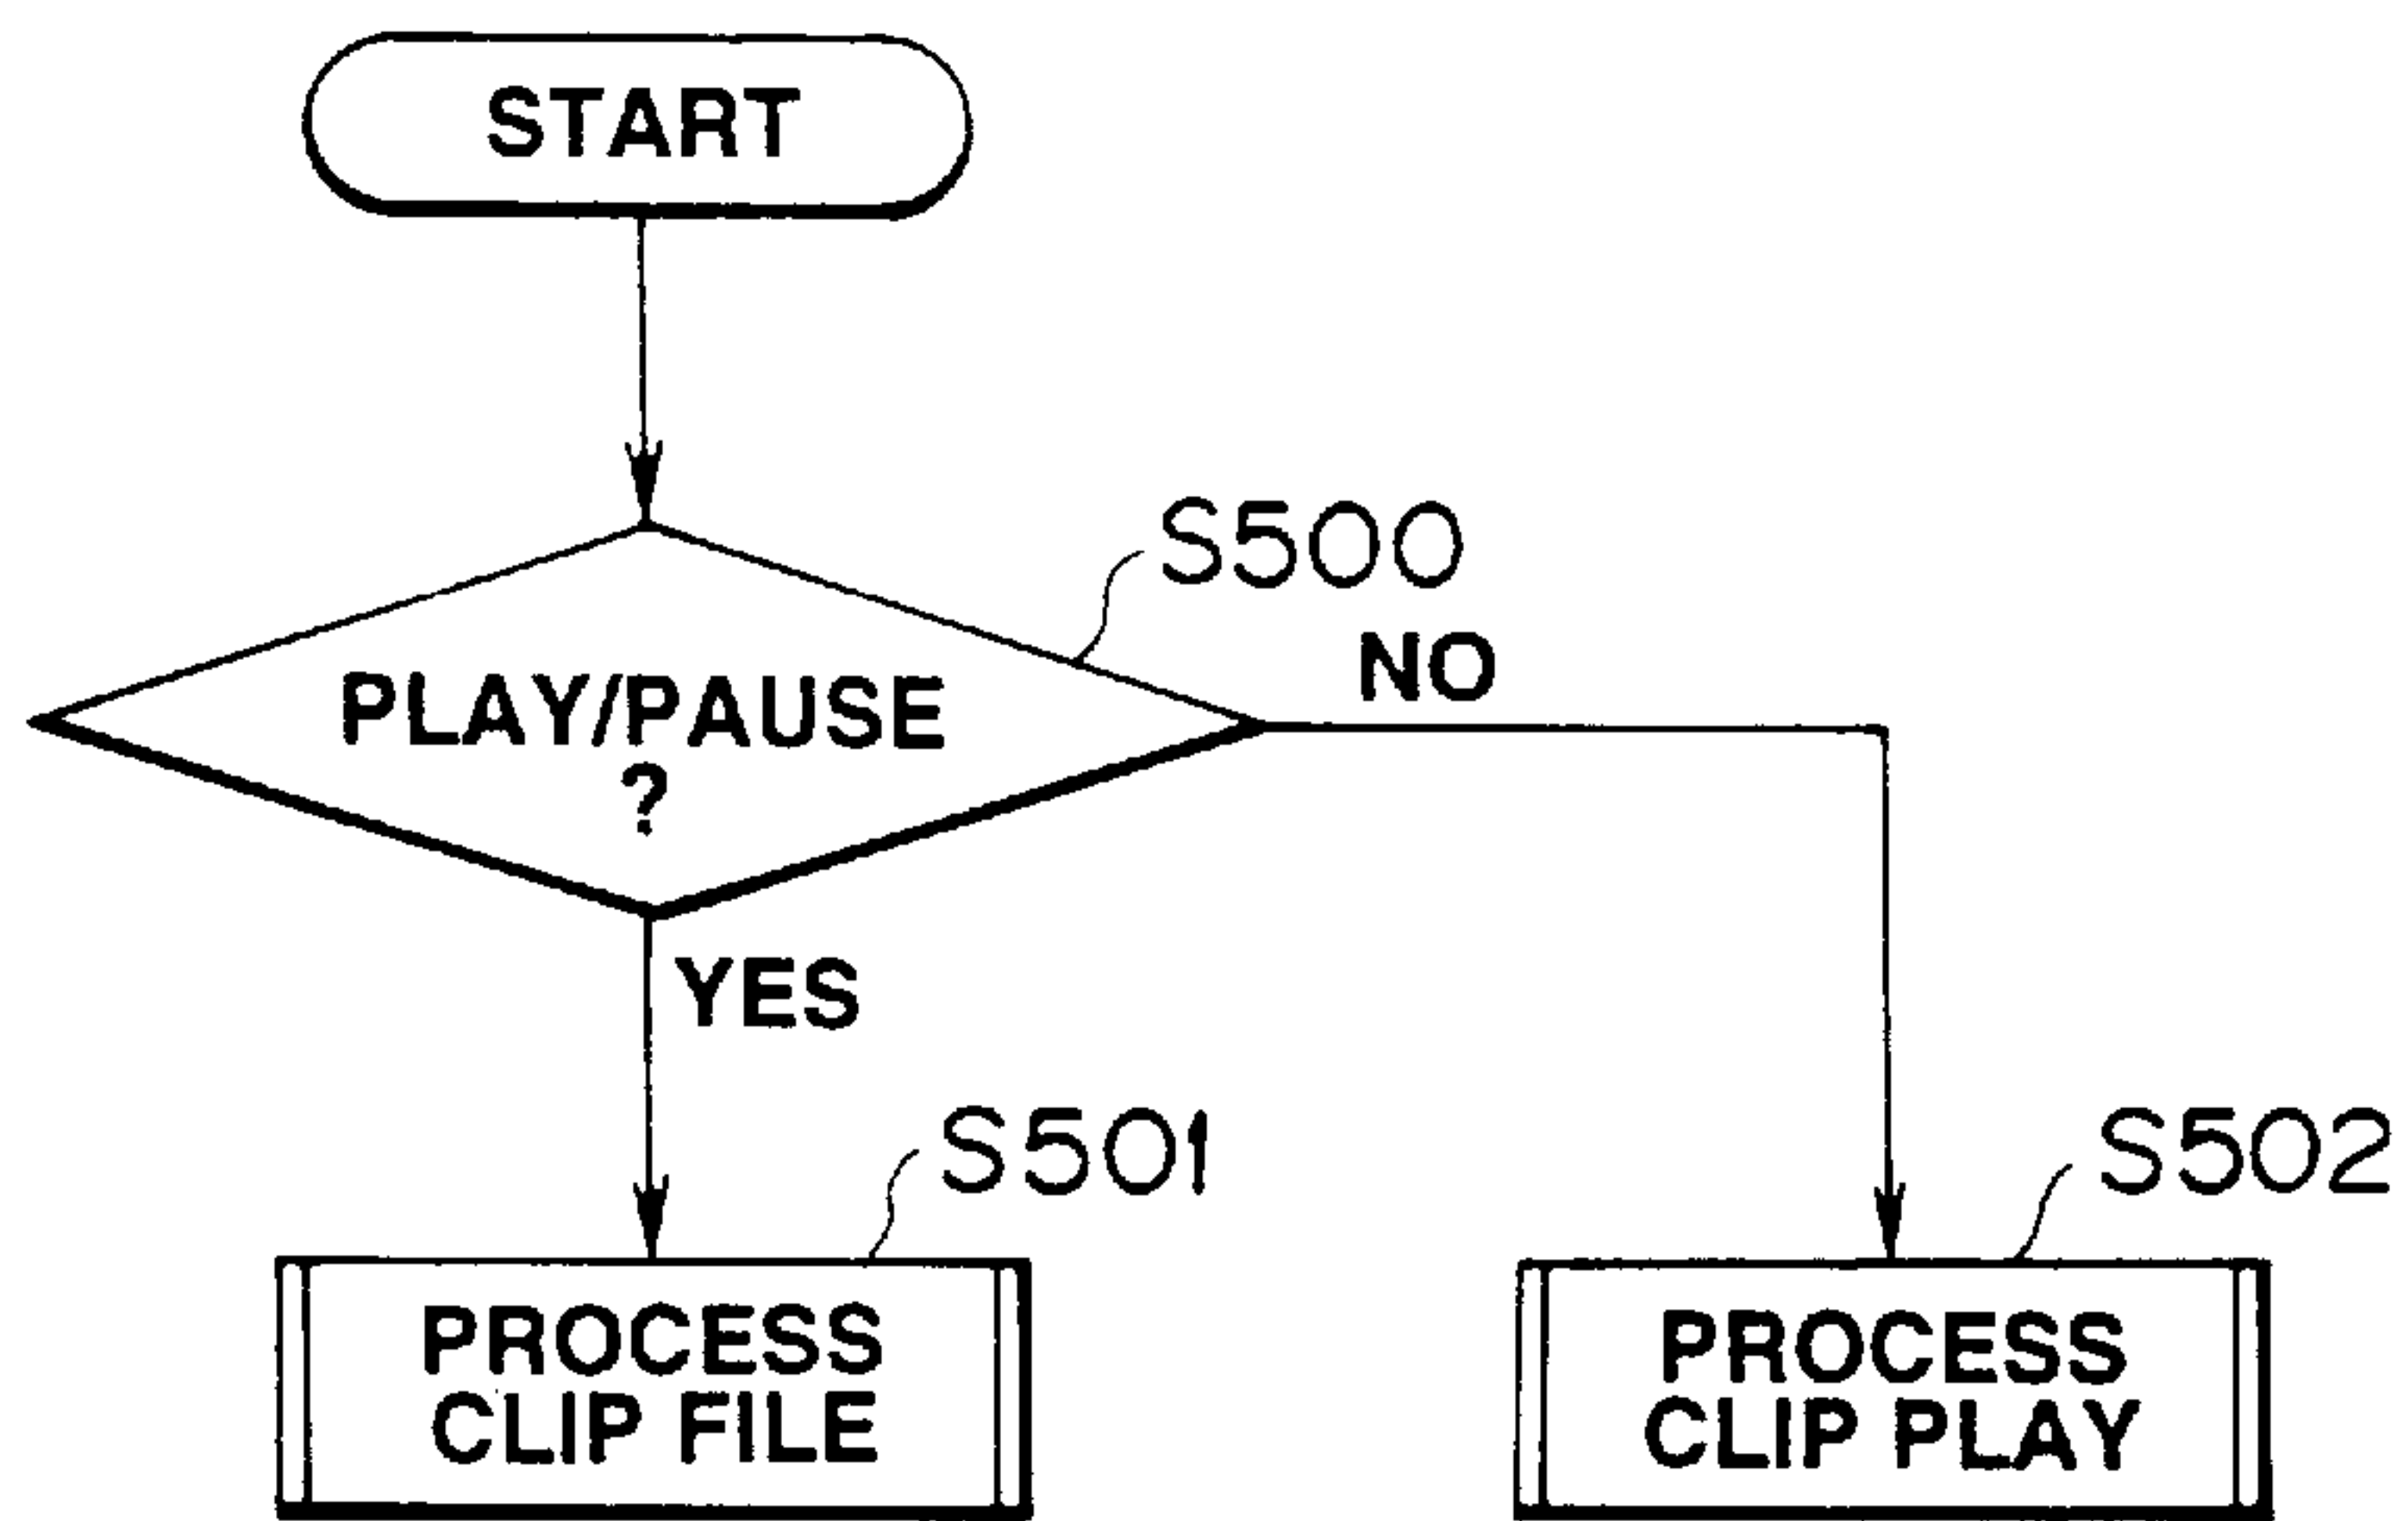 START
S500
NO
PLAY/PAUSE
?
YES
S501
S502
PROCESS
CLIP FILE
PROCESS
CLIP PLAY